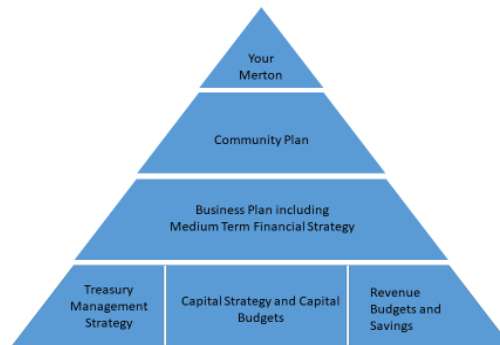 Your
Merton
Community Plan
Business Plan including
Medium Term Financial Strategy
Treasury
Management
Strategy
Capital Strategy and Capital
Budgets
Revenue
Budgets and
Savings